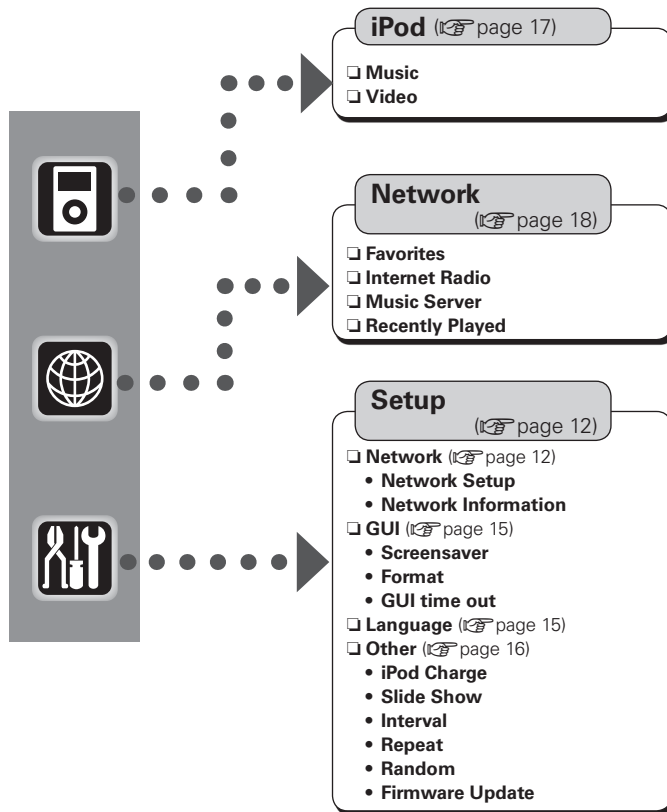 iPod (☞ page 17)
❏ Music
❏ Video
Network
(☞ page 18)
❏ Favorites
❏ Internet Radio
❏ Music Server
❏ Recently Played
Setup
(☞ page 12)
❏ Network (☞ page 12)
• Network Setup
• Network Information
❏ GUI (☞ page 15)
• Screensaver
• Format
• GUI time out
❏ Language (☞ page 15)
❏ Other (☞ page 16)
• iPod Charge
• Slide Show
• Interval
• Repeat
• Random
• Firmware Update